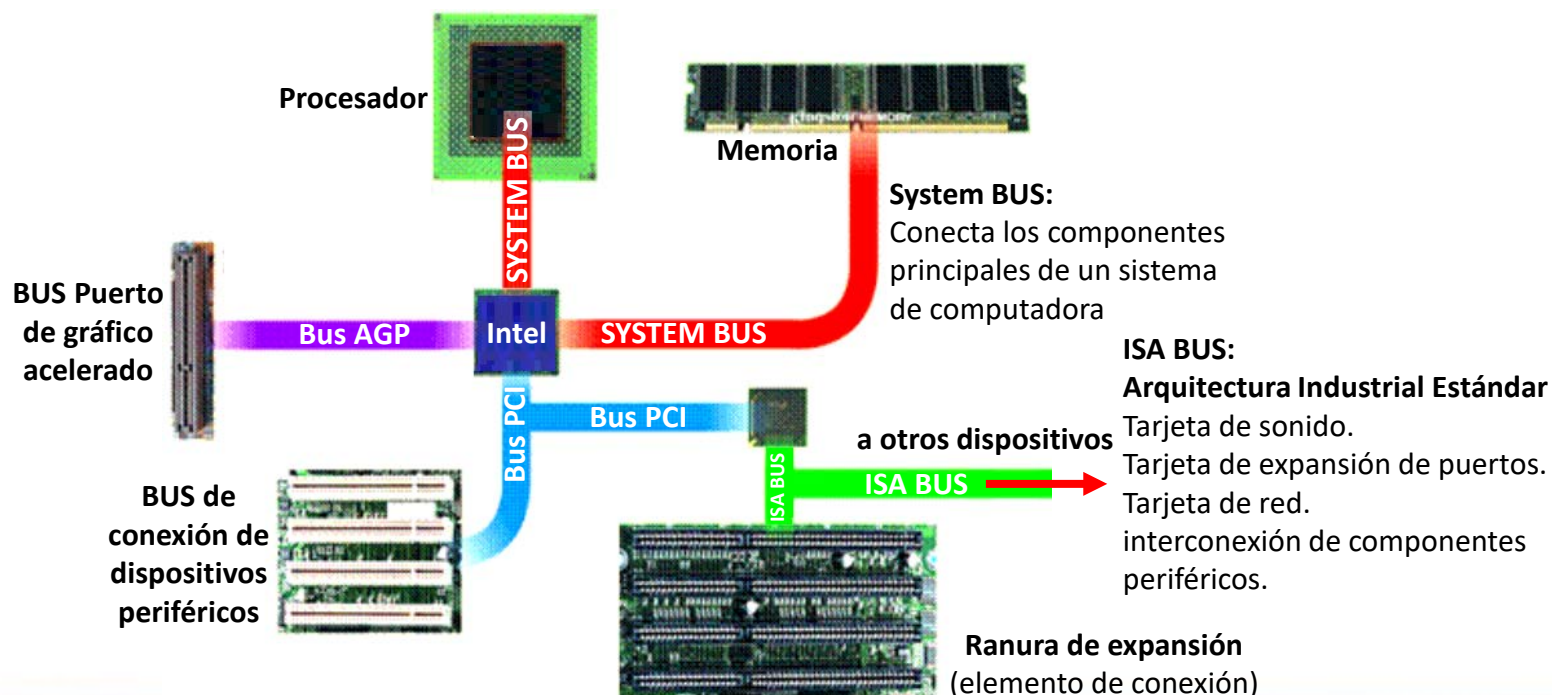 Procesador
SYSTEM BUS
MEMORY
Memoria
System BUS:
Conecta los componentes
principales de un sistema
de computadora
BUS Puerto
de gráfico
acelerado
Bus AGP
Intel
SYSTEM BUS
ISA BUS:
Arquitectura Industrial Estándar
Tarjeta de sonido.
Tarjeta de expansión de puertos.
Tarjeta de red.
interconexión de componentes
periféricos.
Bus PCI
Bus PCI
a otros dispositivos
ISA BUS
ISA BUS
BUS de
conexión de
dispositivos
periféricos
Ranura de expansión
(elemento de conexión)